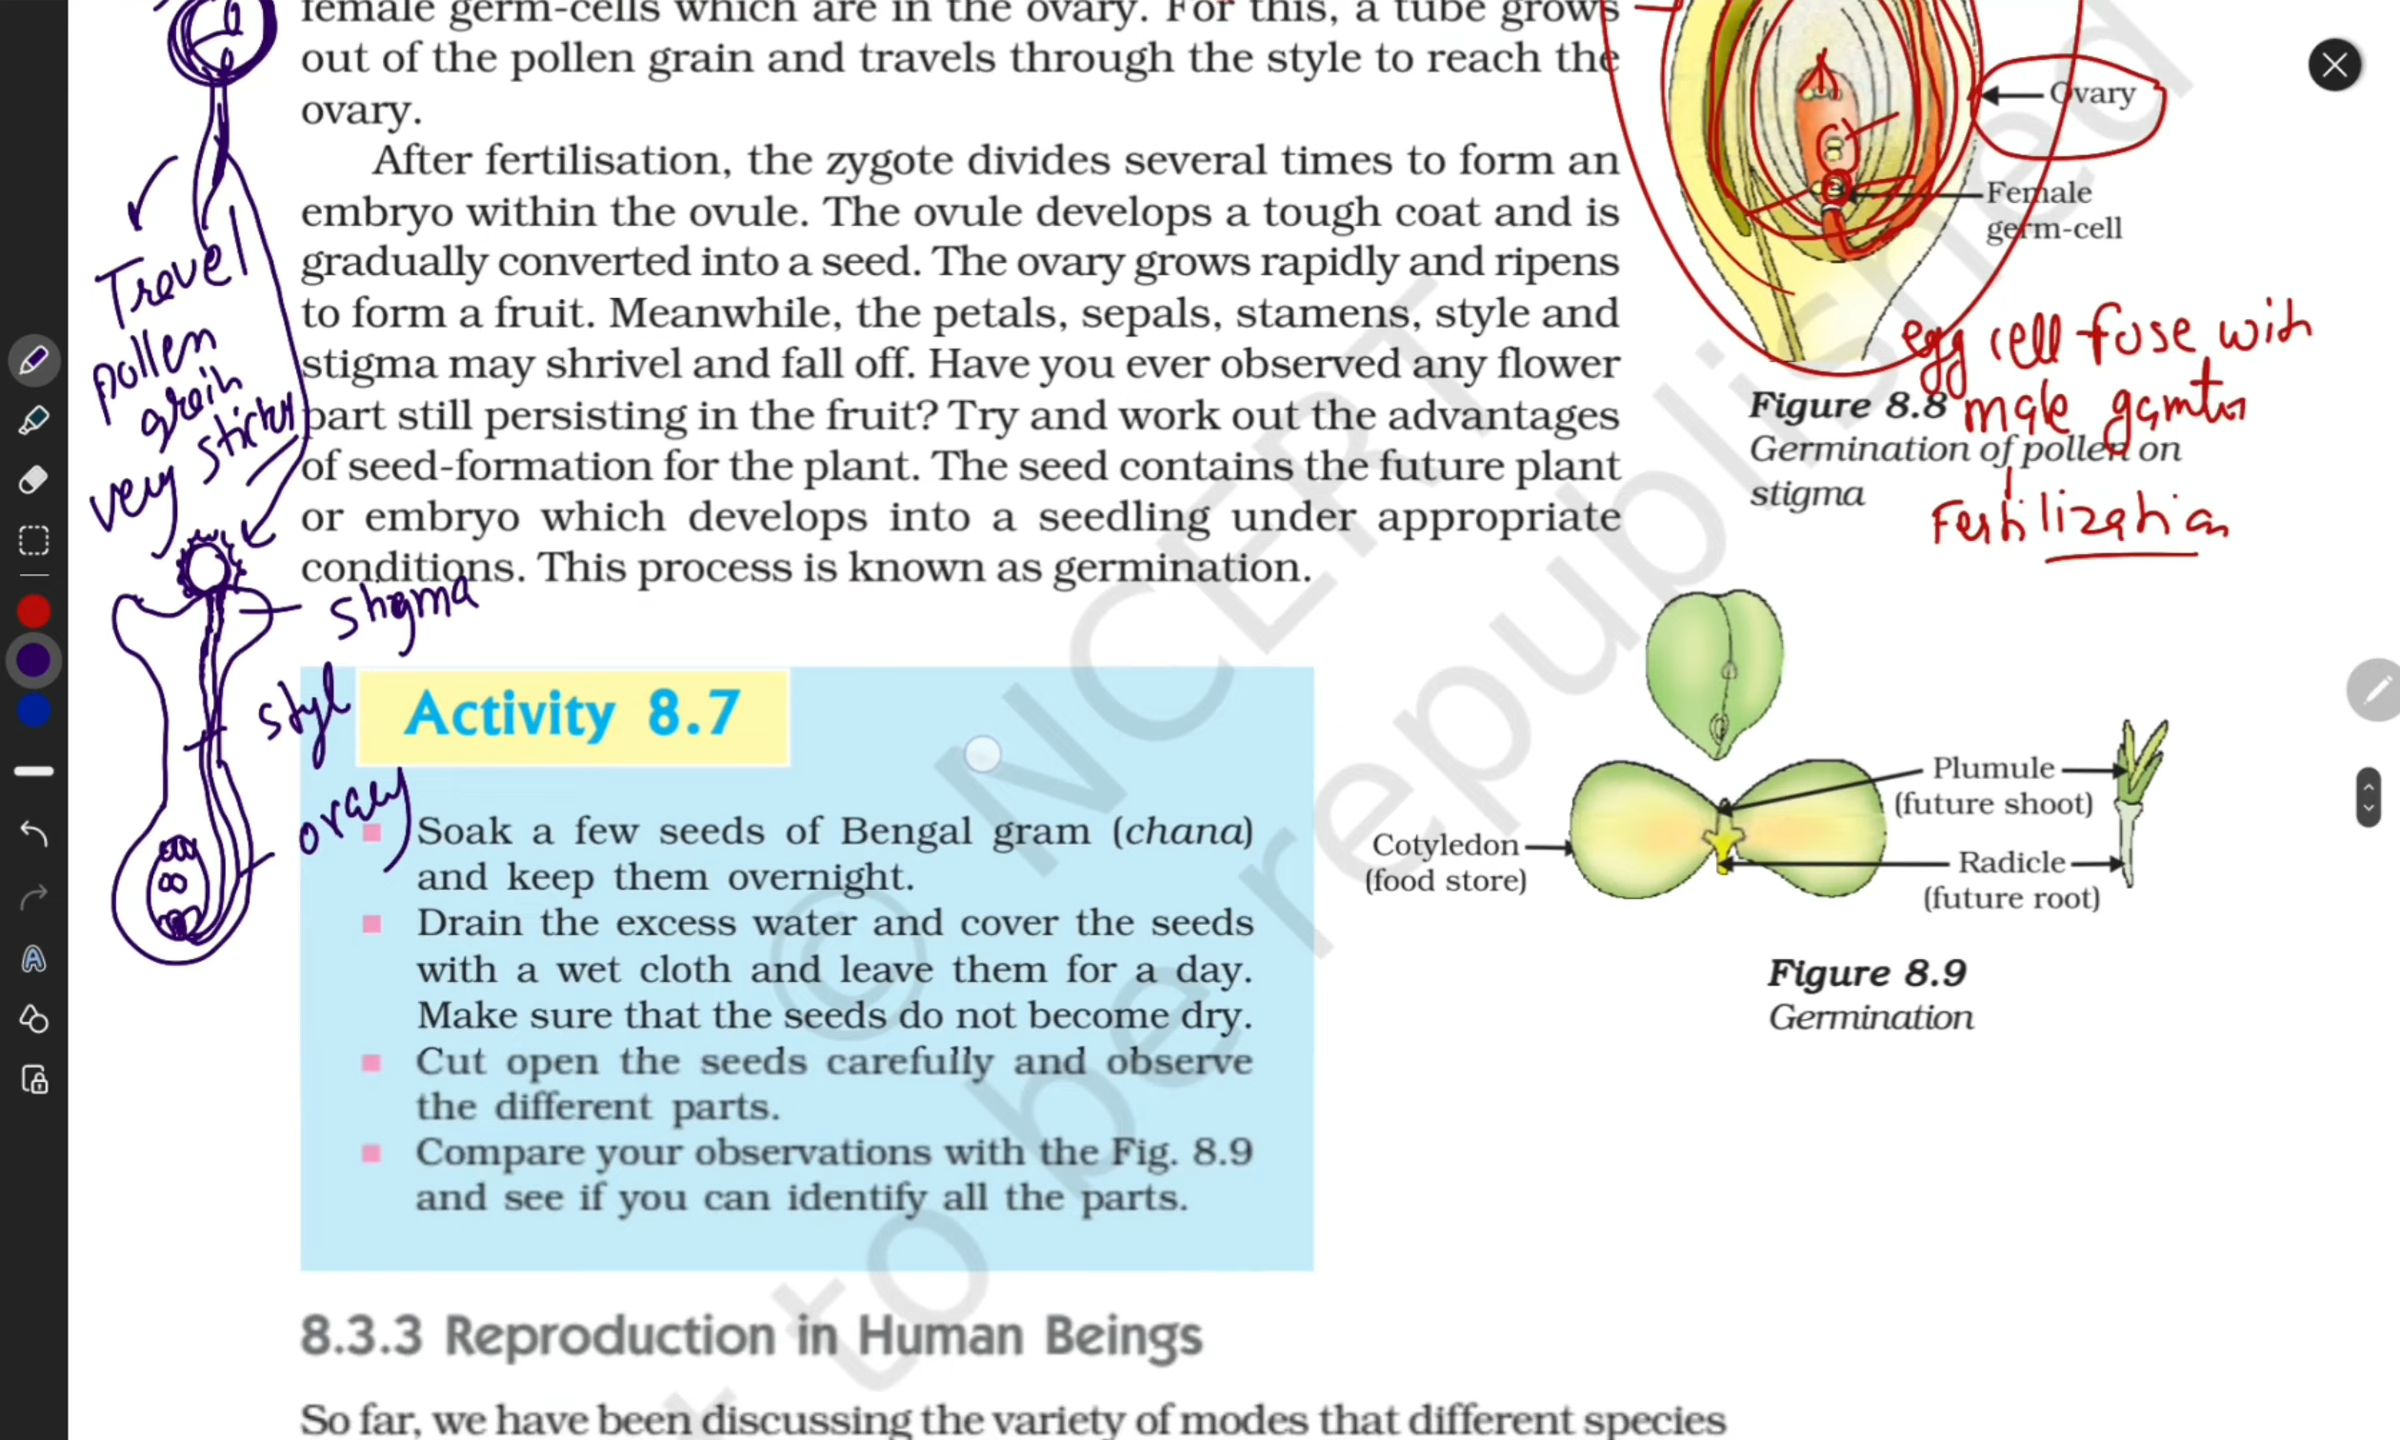 female germ-cells which are in the ovary. For this, a tube grows
out of the pollen grain and travels through the style to reach the
ovary.
After fertilisation, the zygote divides several times to form an
embryo within the ovule. The ovule develops a tough coat and is
gradually converted into a seed. The ovary grows rapidly and ripens
to form a fruit. Meanwhile, the petals, sepals, stamens, style and
stigma may shrivel and fall off. Have you ever observed any flower
part still persisting in the fruit? Try and work out the advantages
of seed-formation for the plant. The seed contains the future plant
or embryo which develops into a seedling under appropriate
conditions. This process is known as germination.
Travel
pollen
grain
very sticky
stigma
styl
ovary
Ovary
Female
germ-cell
egg cell fuse with
male
Fertilization
Figure 8.8
Germination of pollen on
stigma
Activity 8.7
Soak a few seeds of Bengal gram (chana)
and keep them overnight.
Drain the excess water and cover the seeds
with a wet cloth and leave them for a day.
Make sure that the seeds do not become dry.
Cut open the seeds carefully and observe
the different parts.
Compare your observations with the Fig. 8.9
and see if you can identify all the parts.
Plumule
(future shoot)
Cotyledon
(food store)
Radicle
(future root)
Figure 8.9
Germination
8.3.3 Reproduction in Human Beings
So far, we have been discussing the variety of modes that different species
© NCERT
to be republished